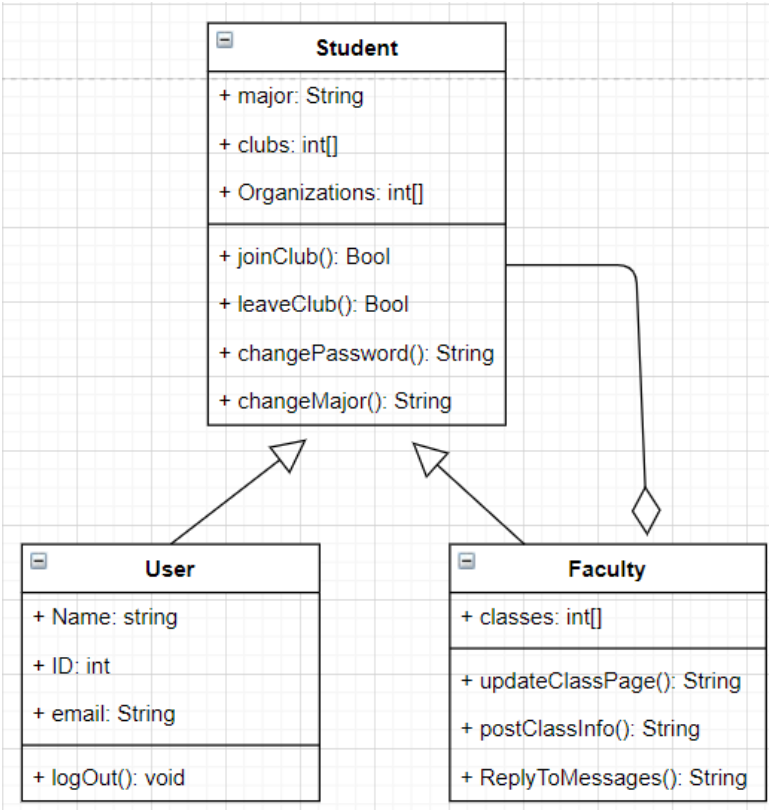 Student
+ major: String
+ clubs: int[]
+ Organizations: int[]
+ joinClub(): Bool
+ leaveClub(): Bool
+ changePassword(): String
+ changeMajor(): String
User
+ Name: string
+ ID: int
+ email: String
+ logOut(): void
Faculty
+ classes: int[]
+ updateClassPage(): String
+ postClassInfo(): String
+ ReplyToMessages(): String